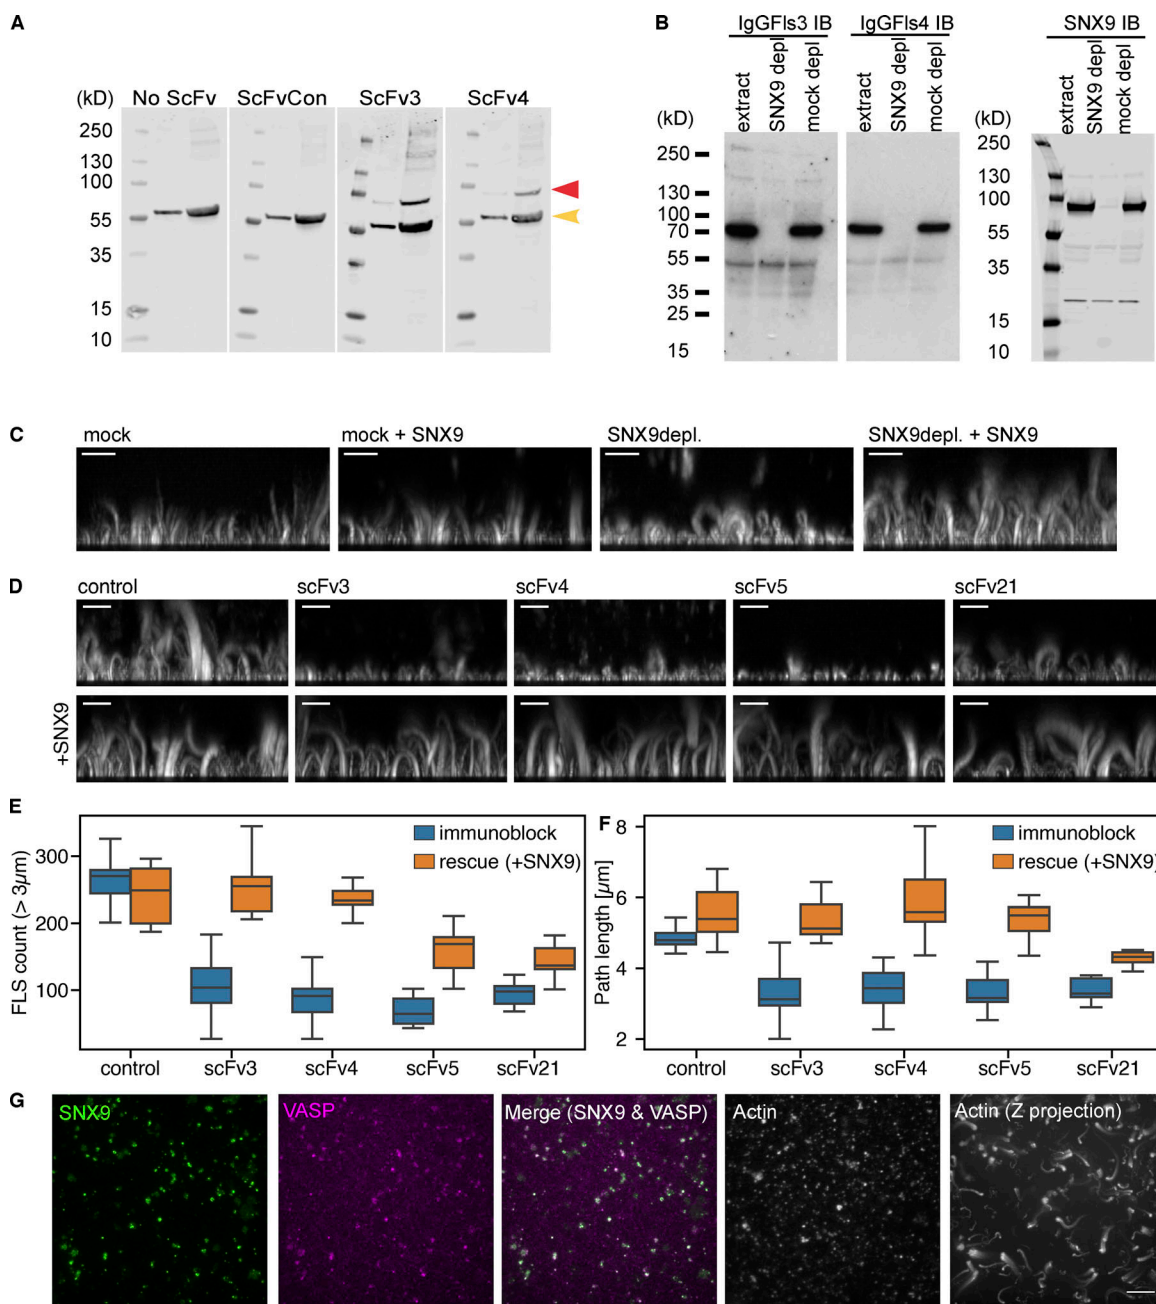 A
(kD)
No ScFv
ScFvCon
ScFv3
ScFv4
250
130
100
55
35
15
10
B
IgGFls3 IB
IgGFls4 IB
SNX9 IB
(kD)
extract
SNX9 depl
mock depl
extract
SNX9 depl
mock depl
(kD)
extract
SNX9 depl
mock depl
250
130
100
70
55
35
25
15
250
130
100
55
35
15
10
C
mock
mock + SNX9
SNX9depl.
SNX9depl. + SNX9
D
control
scFv3
scFv4
scFv5
scFv21
+SNX9
E
FLS count (> 3μm)
300
200
100
immunoblock
rescue (+SNX9)
control
scFv3
scFv4
scFv5
scFv21
F
Path length [μm]
8
6
4
2
immunoblock
rescue (+SNX9)
control
scFv3
scFv4
scFv5
scFv21
G
SNX9
VASP
Merge (SNX9 & VASP)
Actin
Actin (Z projection)